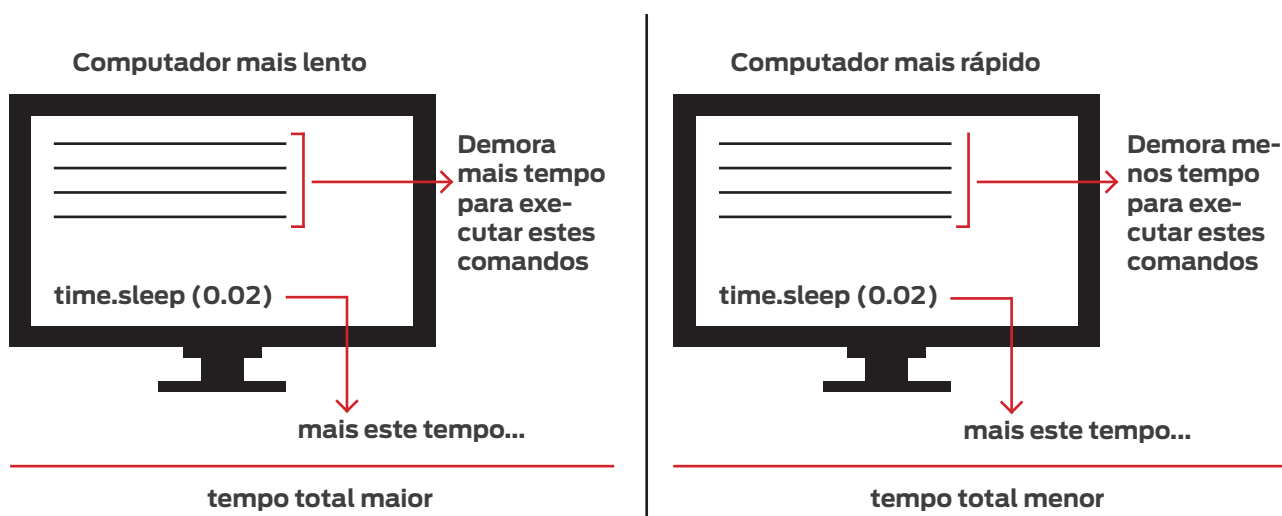 Computador mais lento
Demora
mais tempo
para exe-
cutar estes
comandos
time.sleep (0.02)
mais este tempo...
tempo total maior
Computador mais rápido
Demora me-
nos tempo
para exe-
cutar estes
comandos
time.sleep (0.02)
mais este tempo...
tempo total menor